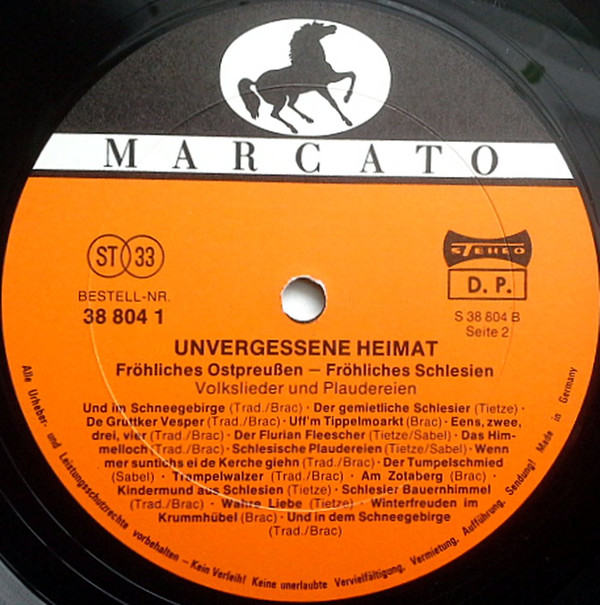 MARCATO
ST 33
STEREO
BESTELL-NR.
38 804 1
D. P.
S 38 804 B
Seite 2
UNVERGESSENE HEIMAT
Fröhliches Ostpreußen – Fröhliches Schlesien
Volkslieder und Plaudereien
Und im Schneegebirge (Trad./Brac) · Der gemietliche Schlesier (Tietze) ·
De Gruttker Vesper (Trad./Brac) · Uff'm Tippelmoarkt (Brac) · Eens, zwee,
drei, vier (Trad./Brac) · Der Flurian Fleescher (Tietze/Sabel) · Das Him-
melloch (Trad./Brac) · Schlesische Plaudereien (Tietze/Sabel) · Wenn
mer suntichs ei de Kerche giehn (Trad./Brac) · Der Tumpelschmied
(Sabel) · Trampelwalzer (Trad./Brac) · Am Zotaberg (Brac) ·
Kindermund aus Schlesien (Tietze) · Schlesier Bauernhimmel
(Trad./Brac) · Wahre Liebe (Tietze) · Winterfreuden im
Krummhübel (Brac) · Und in dem Schneegebirge
(Trad./Brac)
Alle Urheber- und Leistungsschutzrechte vorbehalten – Kein Verleih! Keine unerlaubte Vervielfältigung, Vermietung, Aufführung, Sendung! Made in Germany